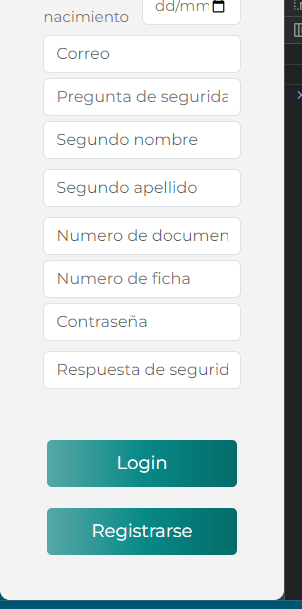 nacimiento dd/mm
Correo
Pregunta de segurida
Segundo nombre
Segundo apellido
Numero de documen
Numero de ficha
Contraseña
Respuesta de segurid
Login
Registrarse